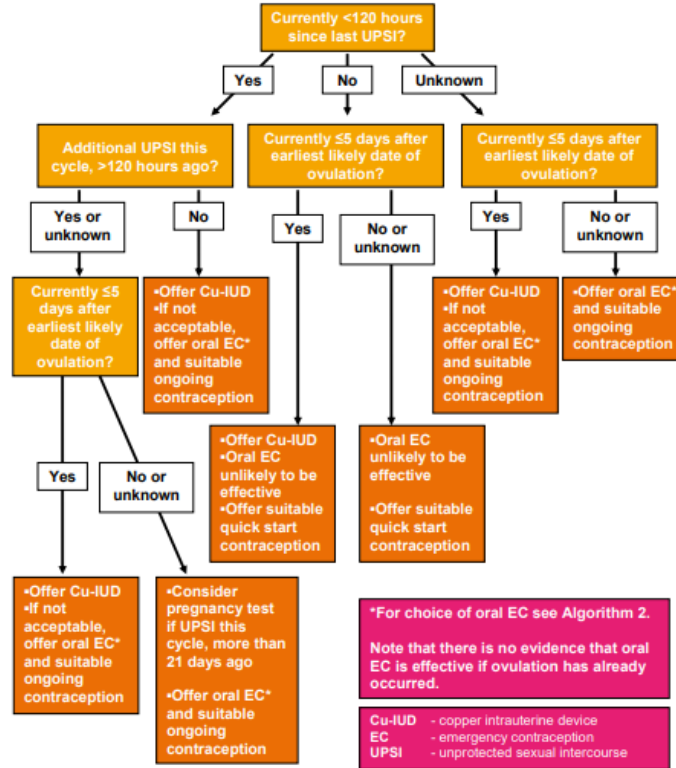 Currently <120 hours
since last UPSI?
Yes
No
Unknown
Additional UPSI this
cycle, >120 hours ago?
Currently ≤5 days after
earliest likely date of
ovulation?
Currently ≤5 days after
earliest likely date of
ovulation?
Yes or
unknown
No
Yes
No or
unknown
Yes
No or
unknown
Currently ≤5
days after
earliest likely
date of
ovulation?
▪Offer Cu-IUD
▪If not
acceptable,
offer oral EC*
and suitable
ongoing
contraception
▪Offer Cu-IUD
▪If not
acceptable,
offer oral EC*
and suitable
ongoing
contraception
▪Offer oral EC*
and suitable
ongoing
contraception
▪Offer Cu-IUD
▪Oral EC
unlikely to be
effective
▪Offer suitable
quick start
contraception
▪Oral EC
unlikely to be
effective
▪Offer suitable
quick start
contraception
Yes
No or
unknown
▪Offer Cu-IUD
▪If not
acceptable,
offer oral EC*
and suitable
ongoing
contraception
▪Consider
pregnancy test
if UPSI this
cycle, more than
21 days ago
▪Offer oral EC*
and suitable
ongoing
contraception
*For choice of oral EC see Algorithm 2.
Note that there is no evidence that oral
EC is effective if ovulation has already
occurred.
Cu-IUD - copper intrauterine device
EC - emergency contraception
UPSI - unprotected sexual intercourse